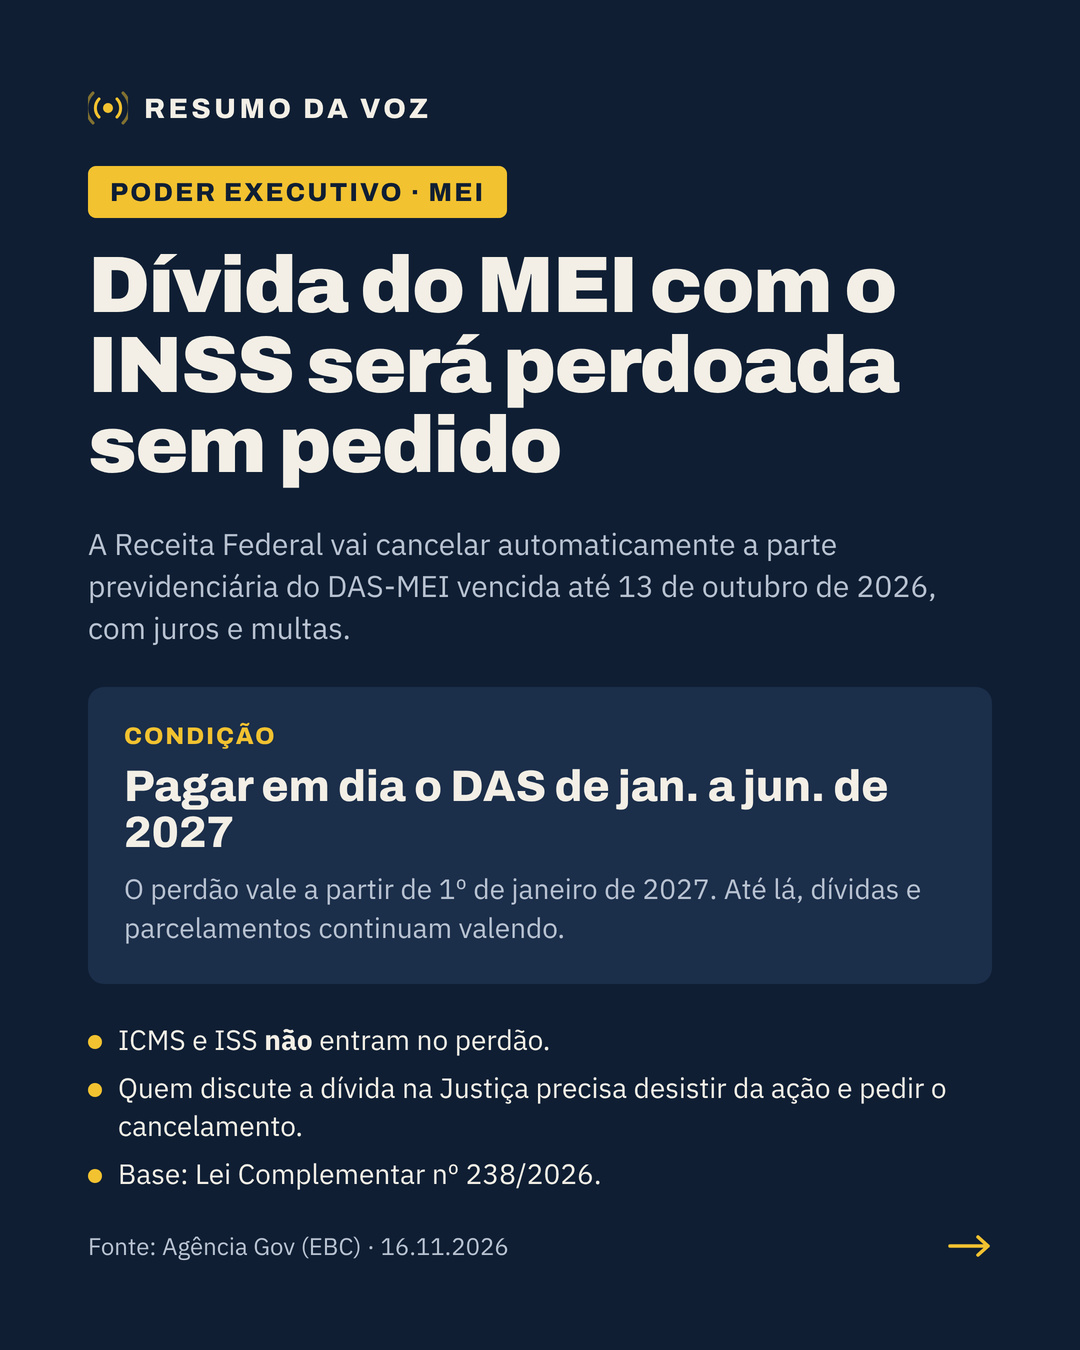 RESUMO DA VOZ
PODER EXECUTIVO · MEI
Dívida do MEI com o
INSS será perdoada
sem pedido
A Receita Federal vai cancelar automaticamente a parte
previdenciária do DAS-MEI vencida até 13 de outubro de 2026,
com juros e multas.
CONDIÇÃO
Pagar em dia o DAS de jan. a jun. de
2027
O perdão vale a partir de 1º de janeiro de 2027. Até lá, dívidas e
parcelamentos continuam valendo.
ICMS e ISS não entram no perdão.
Quem discute a dívida na Justiça precisa desistir da ação e pedir o
cancelamento.
Base: Lei Complementar nº 238/2026.
Fonte: Agência Gov (EBC) · 16.11.2026